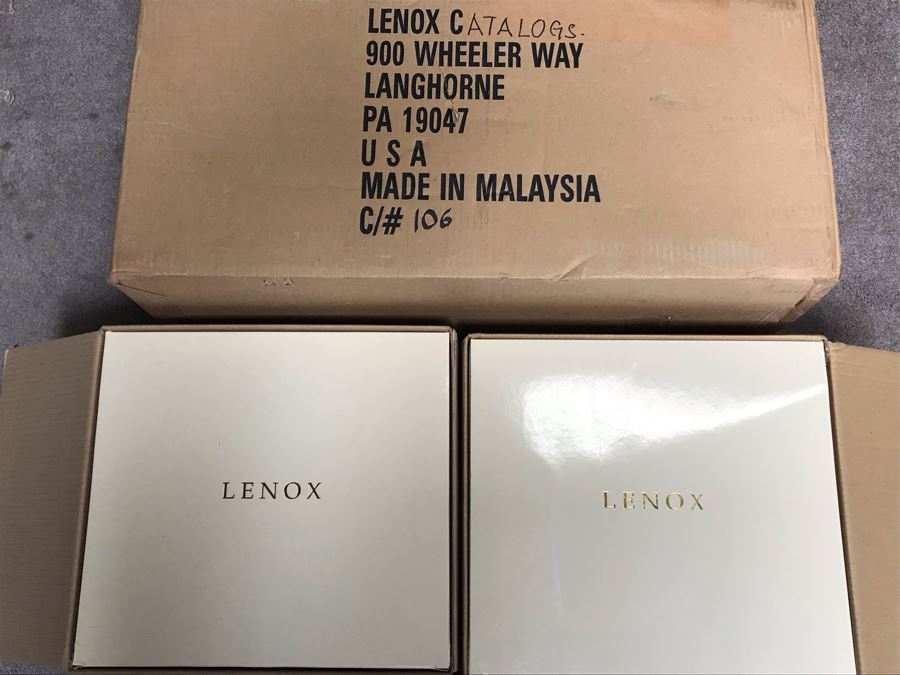 LENOX CATALOGS.
900 WHEELER WAY
LANGHORNE
PA 19047
U S A
MADE IN MALAYSIA
C/# 106
LENOX
LENOX